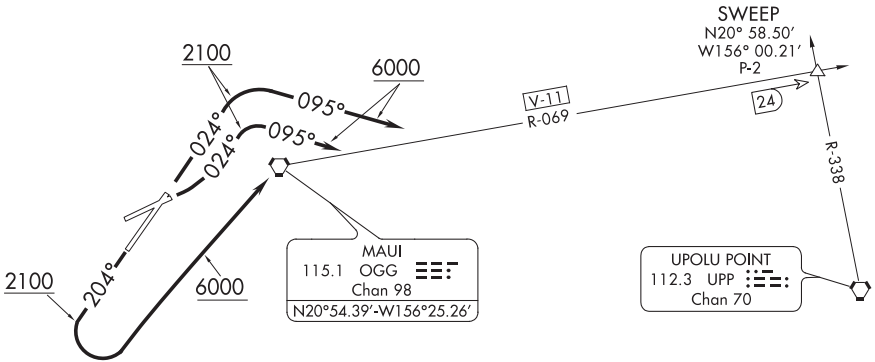 SWEEP
N20° 58.50'
W156° 00.21'
P-2
2100
6000
095°
V-11
R-069
24
024°
095°
024°
R-338
MAUI
115.1 OGG
Chan 98
N20°54.39'-W156°25.26'
UPOLU POINT
112.3 UPP
Chan 70
204°
2100
6000